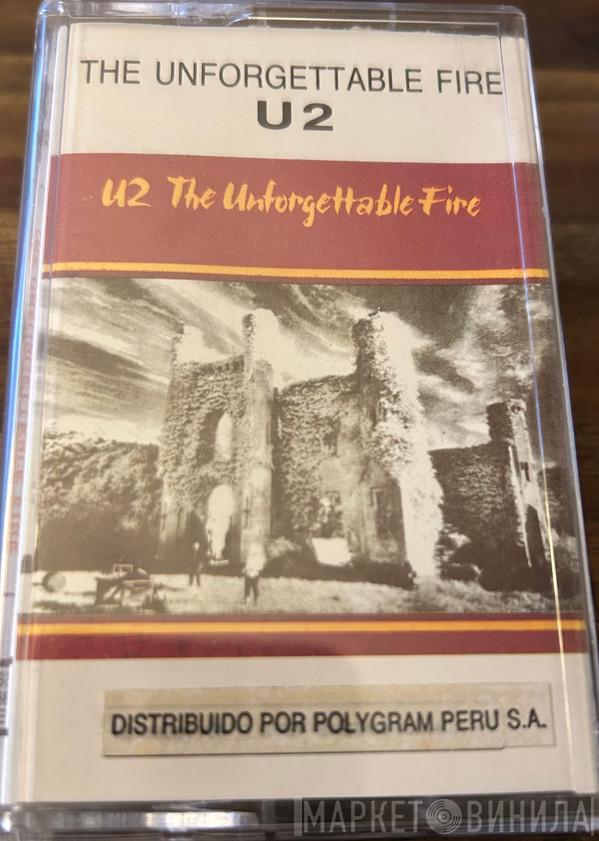 THE UNFORGETTABLE FIRE
U2
U2 The Unforgettable Fire
DISTRIBUIDO POR POLYGRAM PERU S.A.
МАРКЕТ ВИНИЛА